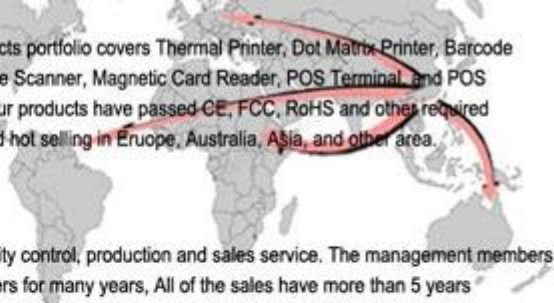 cts portfolio covers Thermal Printer, Dot Matrix Printer, Barcode
e Scanner, Magnetic Card Reader, POS Terminal, and POS
ur products have passed CE, FCC, RoHS and other required
d hot selling in Eruope, Australia, Asia, and other area.
ity control, production and sales service. The management members
ers for many years, All of the sales have more than 5 years